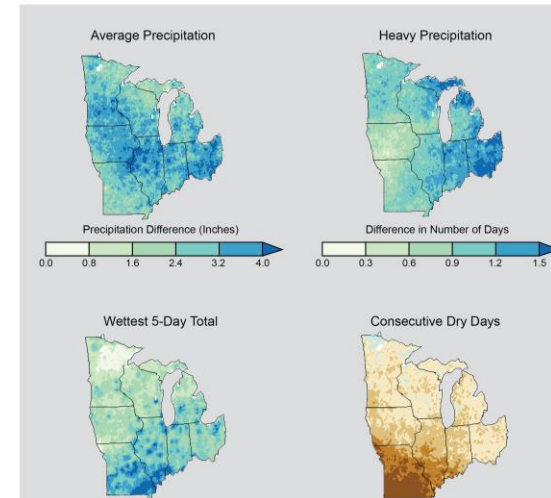 Average Precipitation
Heavy Precipitation
Precipitation Difference (Inches)
0.0 0.8 1.6 2.4 3.2 4.0
Difference in Number of Days
0.0 0.3 0.6 0.9 1.2 1.5
Wettest 5-Day Total
Consecutive Dry Days